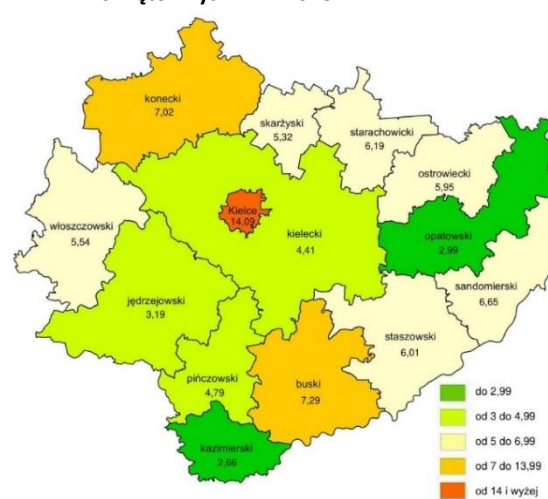 konecki
7,02
skarżyski
5,32
starachowicki
6,19
ostrowiecki
5,95
włoszczowski
5,54
Kielce
14,09
kielecki
4,41
opatowski
2,99
sandomierski
6,65
jędrzejowski
3,19
staszowski
6,01
pińczowski
4,79
buski
7,29
kazimierski
2,66
do 2,99
od 3 do 4,99
od 5 do 6,99
od 7 do 13,99
od 14 i wyżej